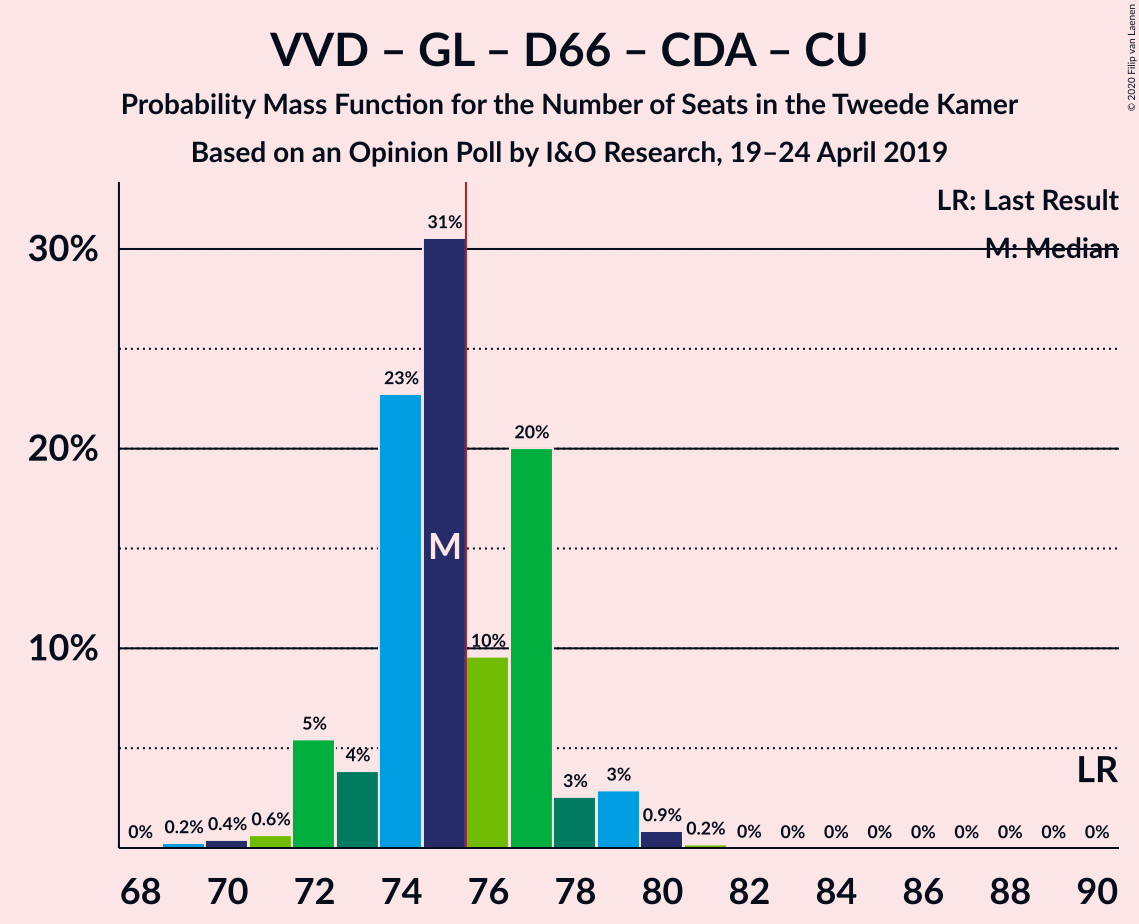 VVD – GL – D66 – CDA – CU
Probability Mass Function for the Number of Seats in the Tweede Kamer
Based on an Opinion Poll by I&O Research, 19–24 April 2019
© 2020 Filip van Laenen
LR: Last Result
M: Median
30%
20%
10%
0% 0.2% 0.4% 0.6% 5% 4% 23% 31% 10% 20% 3% 3% 0.9% 0.2% 0% 0% 0% 0% 0% 0% 0% 0% 0%
M
LR
68 70 72 74 76 78 80 82 84 86 88 90